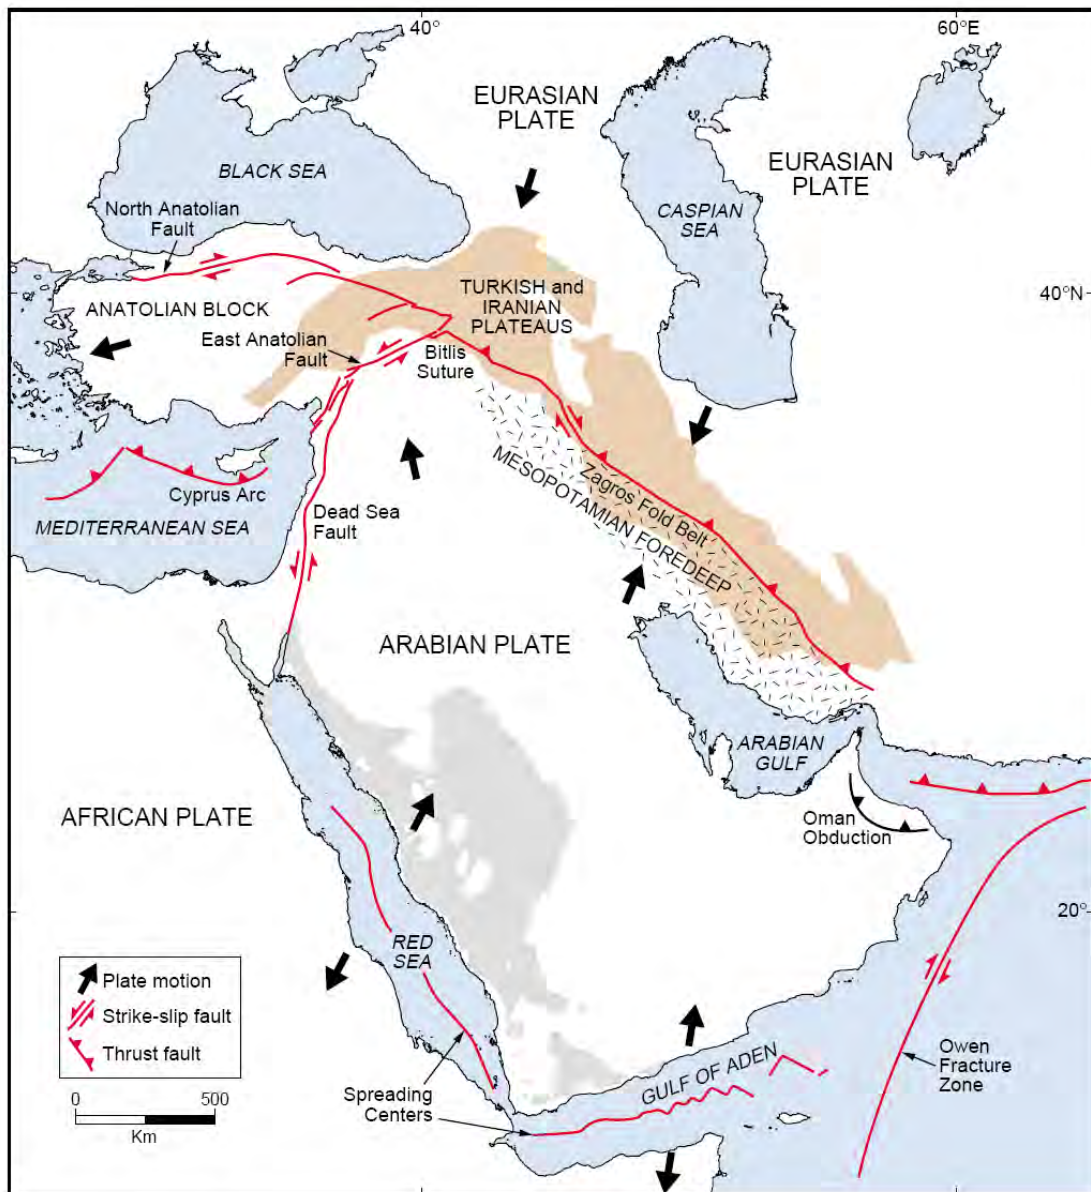 40°
60°E
EURASIAN
PLATE
EURASIAN
PLATE
BLACK SEA
CASPIAN
SEA
North Anatolian
Fault
ANATOLIAN BLOCK
TURKISH and
IRANIAN
PLATEAUS
40°N
East Anatolian
Fault
Bitlis
Suture
Zagros Fold Belt
MESOPOTAMIAN FOREDEEP
Cyprus Arc
MEDITERRANEAN SEA
Dead Sea
Fault
ARABIAN PLATE
ARABIAN
GULF
AFRICAN PLATE
Oman
Obduction
20°
RED
SEA
Plate motion
Strike-slip fault
Thrust fault
0 500
Km
Spreading
Centers
GULF OF ADEN
Owen
Fracture
Zone